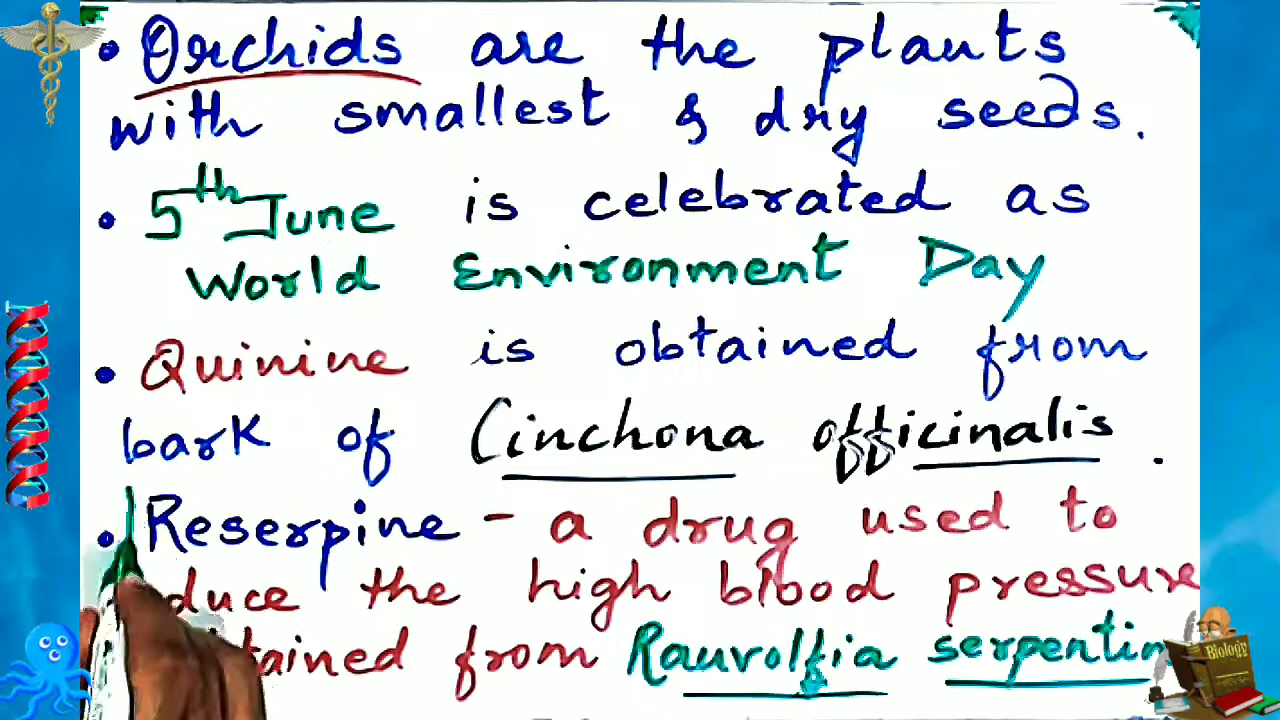 • Orchids are the plants
with smallest & dry seeds.
• 5th June is celebrated as
World Environment Day
• Quinine is obtained from
bark of Cinchona officinalis.
• Reserpine - a drug used to
duce the high blood pressure
tained from Rauvolfia serpentin
Biology